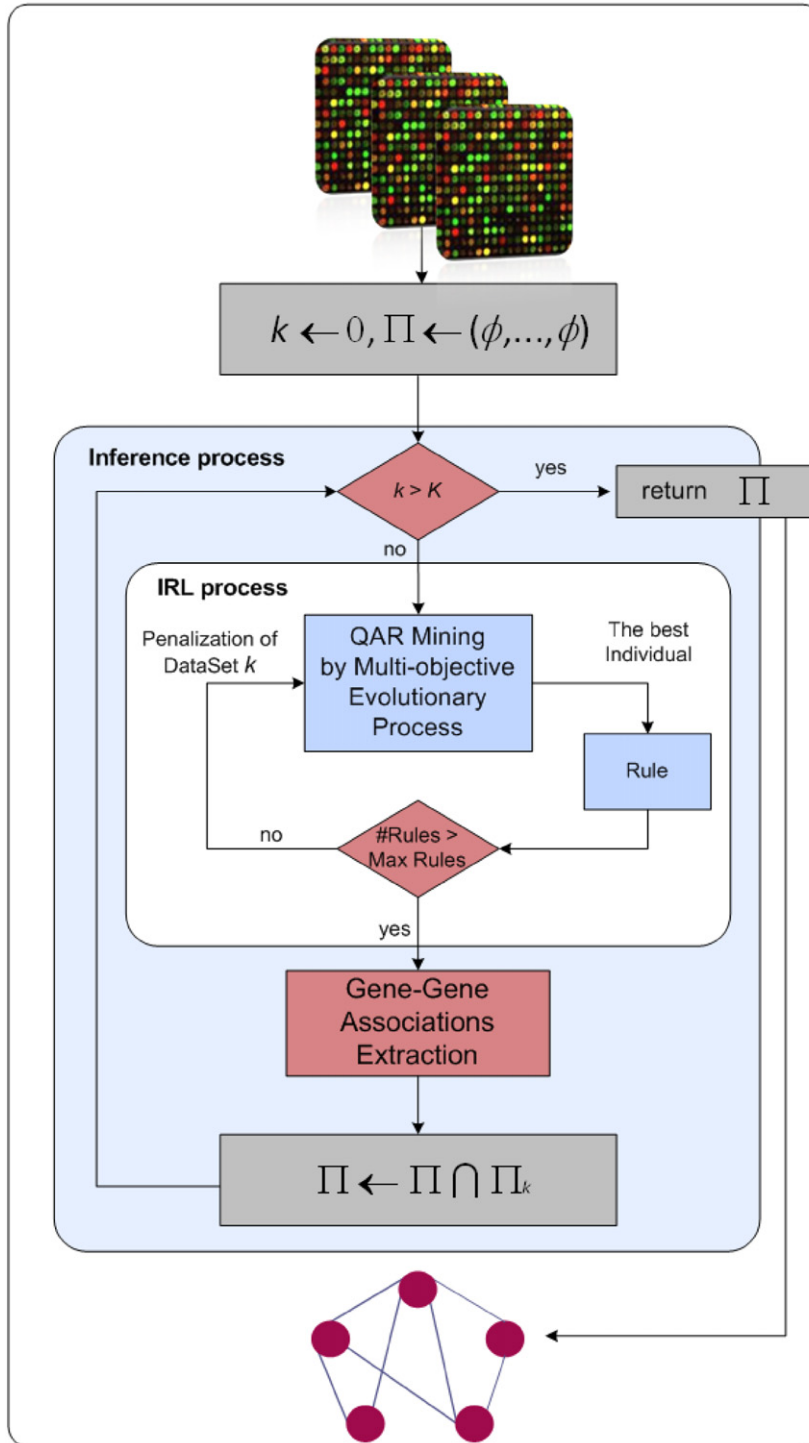 k ← 0, Π ← (ϕ,...,ϕ)
Inference process
k > K
yes
return Π
no
IRL process
Penalization of
DataSet k
QAR Mining
by Multi-objective
Evolutionary
Process
The best
Individual
Rule
no
#Rules >
Max Rules
yes
Gene-Gene
Associations
Extraction
Π ← Π ⋂ Πk